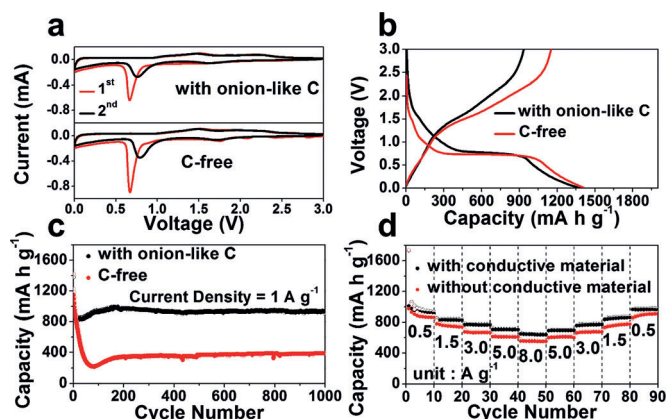 a
Current (mA)
0.0
-0.4
-0.8
0.0
-0.4
-0.8
1st
2nd
with onion-like C
C-free
0.0 0.5 1.0 1.5 2.0 2.5 3.0
Voltage (V)
b
Voltage (V)
3.0
2.5
2.0
1.5
1.0
0.5
0.0
with onion-like C
C-free
0 300 600 900 1200 1500 1800
Capacity (mA h g-1)
c
Capacity (mA h g-1)
1600
1200
800
400
0
with onion-like C
C-free
Current Density = 1 A g-1
0 200 400 600 800 1000
Cycle Number
d
Capacity (mA h g-1)
1600
1200
800
400
0
with conductive material
without conductive material
0.5 1.5 3.0 5.0 8.0 5.0 3.0 1.5 0.5
unit : A g-1
0 10 20 30 40 50 60 70 80 90
Cycle Number